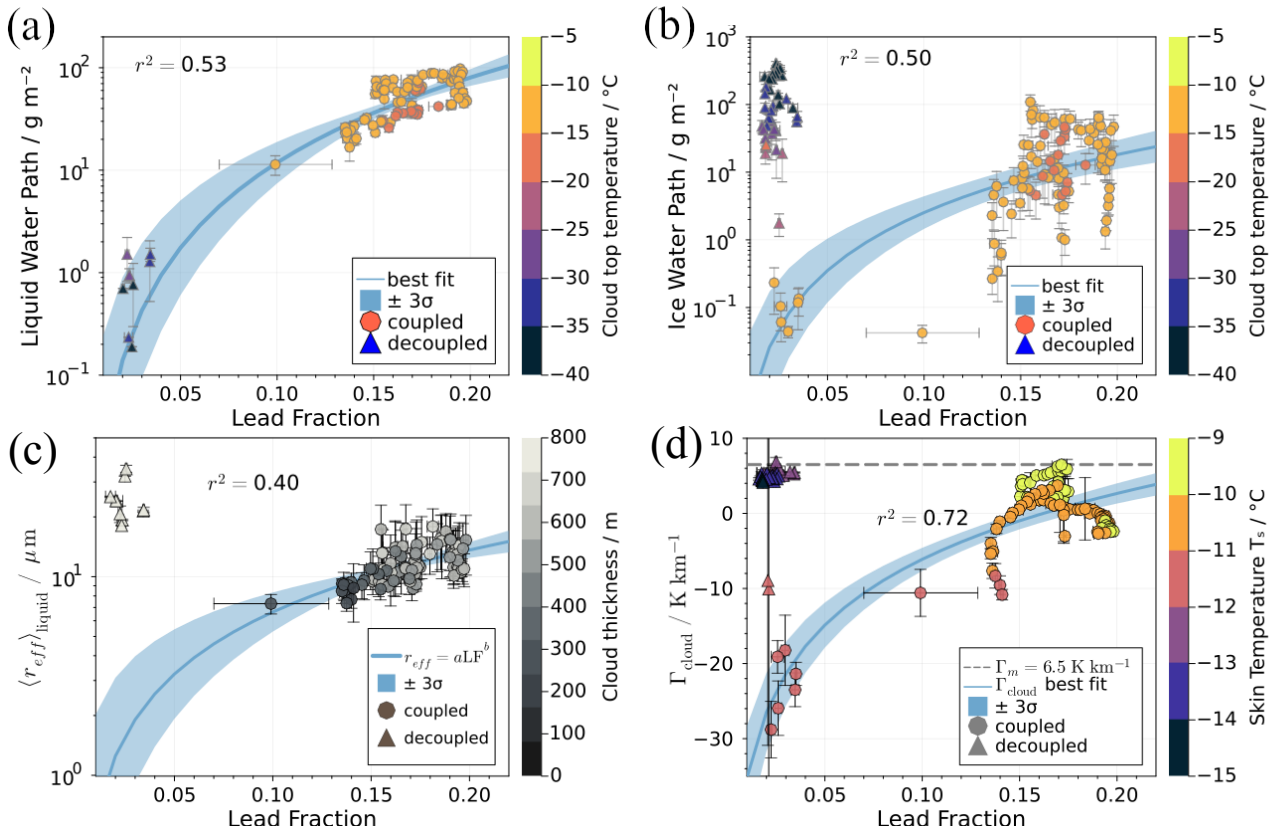 (a)
r² = 0.53
10²
10¹
10⁰
10⁻¹
Liquid Water Path / g m⁻²
0.05 0.10 0.15 0.20
Lead Fraction
best fit
± 3σ
coupled
decoupled
−5
−10
−15
−20
−25
−30
−35
−40
Cloud top temperature / °C
(b)
r² = 0.50
10³
10²
10¹
10⁰
10⁻¹
Ice Water Path / g m⁻²
0.05 0.10 0.15 0.20
Lead Fraction
best fit
± 3σ
coupled
decoupled
−5
−10
−15
−20
−25
−30
−35
−40
Cloud top temperature / °C
(c)
r² = 0.40
10¹
10⁰
⟨r_eff⟩_liquid / μm
0.05 0.10 0.15 0.20
Lead Fraction
r_eff = aLF^b
± 3σ
coupled
decoupled
800
700
600
500
400
300
200
100
0
Cloud thickness / m
(d)
r² = 0.72
10
0
−10
−20
−30
Γ_cloud / K km⁻¹
0.05 0.10 0.15 0.20
Lead Fraction
Γ_m = 6.5 K km⁻¹
Γ_cloud best fit
± 3σ
coupled
decoupled
−9
−10
−11
−12
−13
−14
−15
Skin Temperature Tₛ / °C